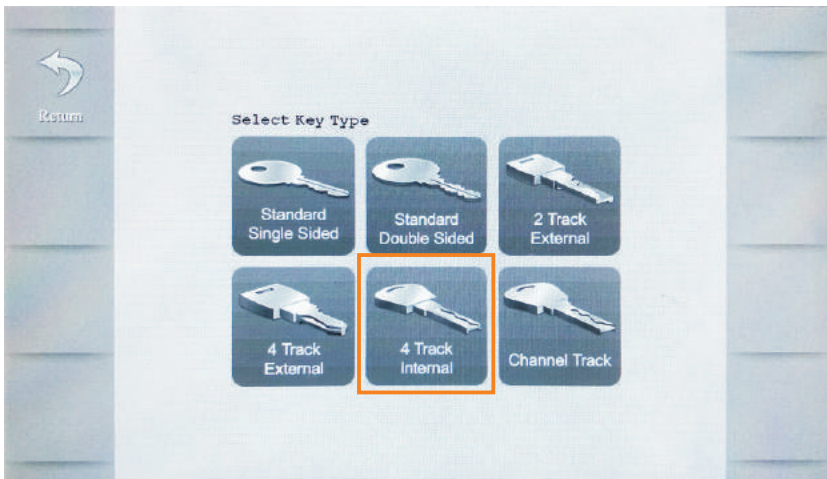 Return
Select Key Type
Standard
Single Sided
Standard
Double Sided
2 Track
External
4 Track
External
4 Track
Internal
Channel Track